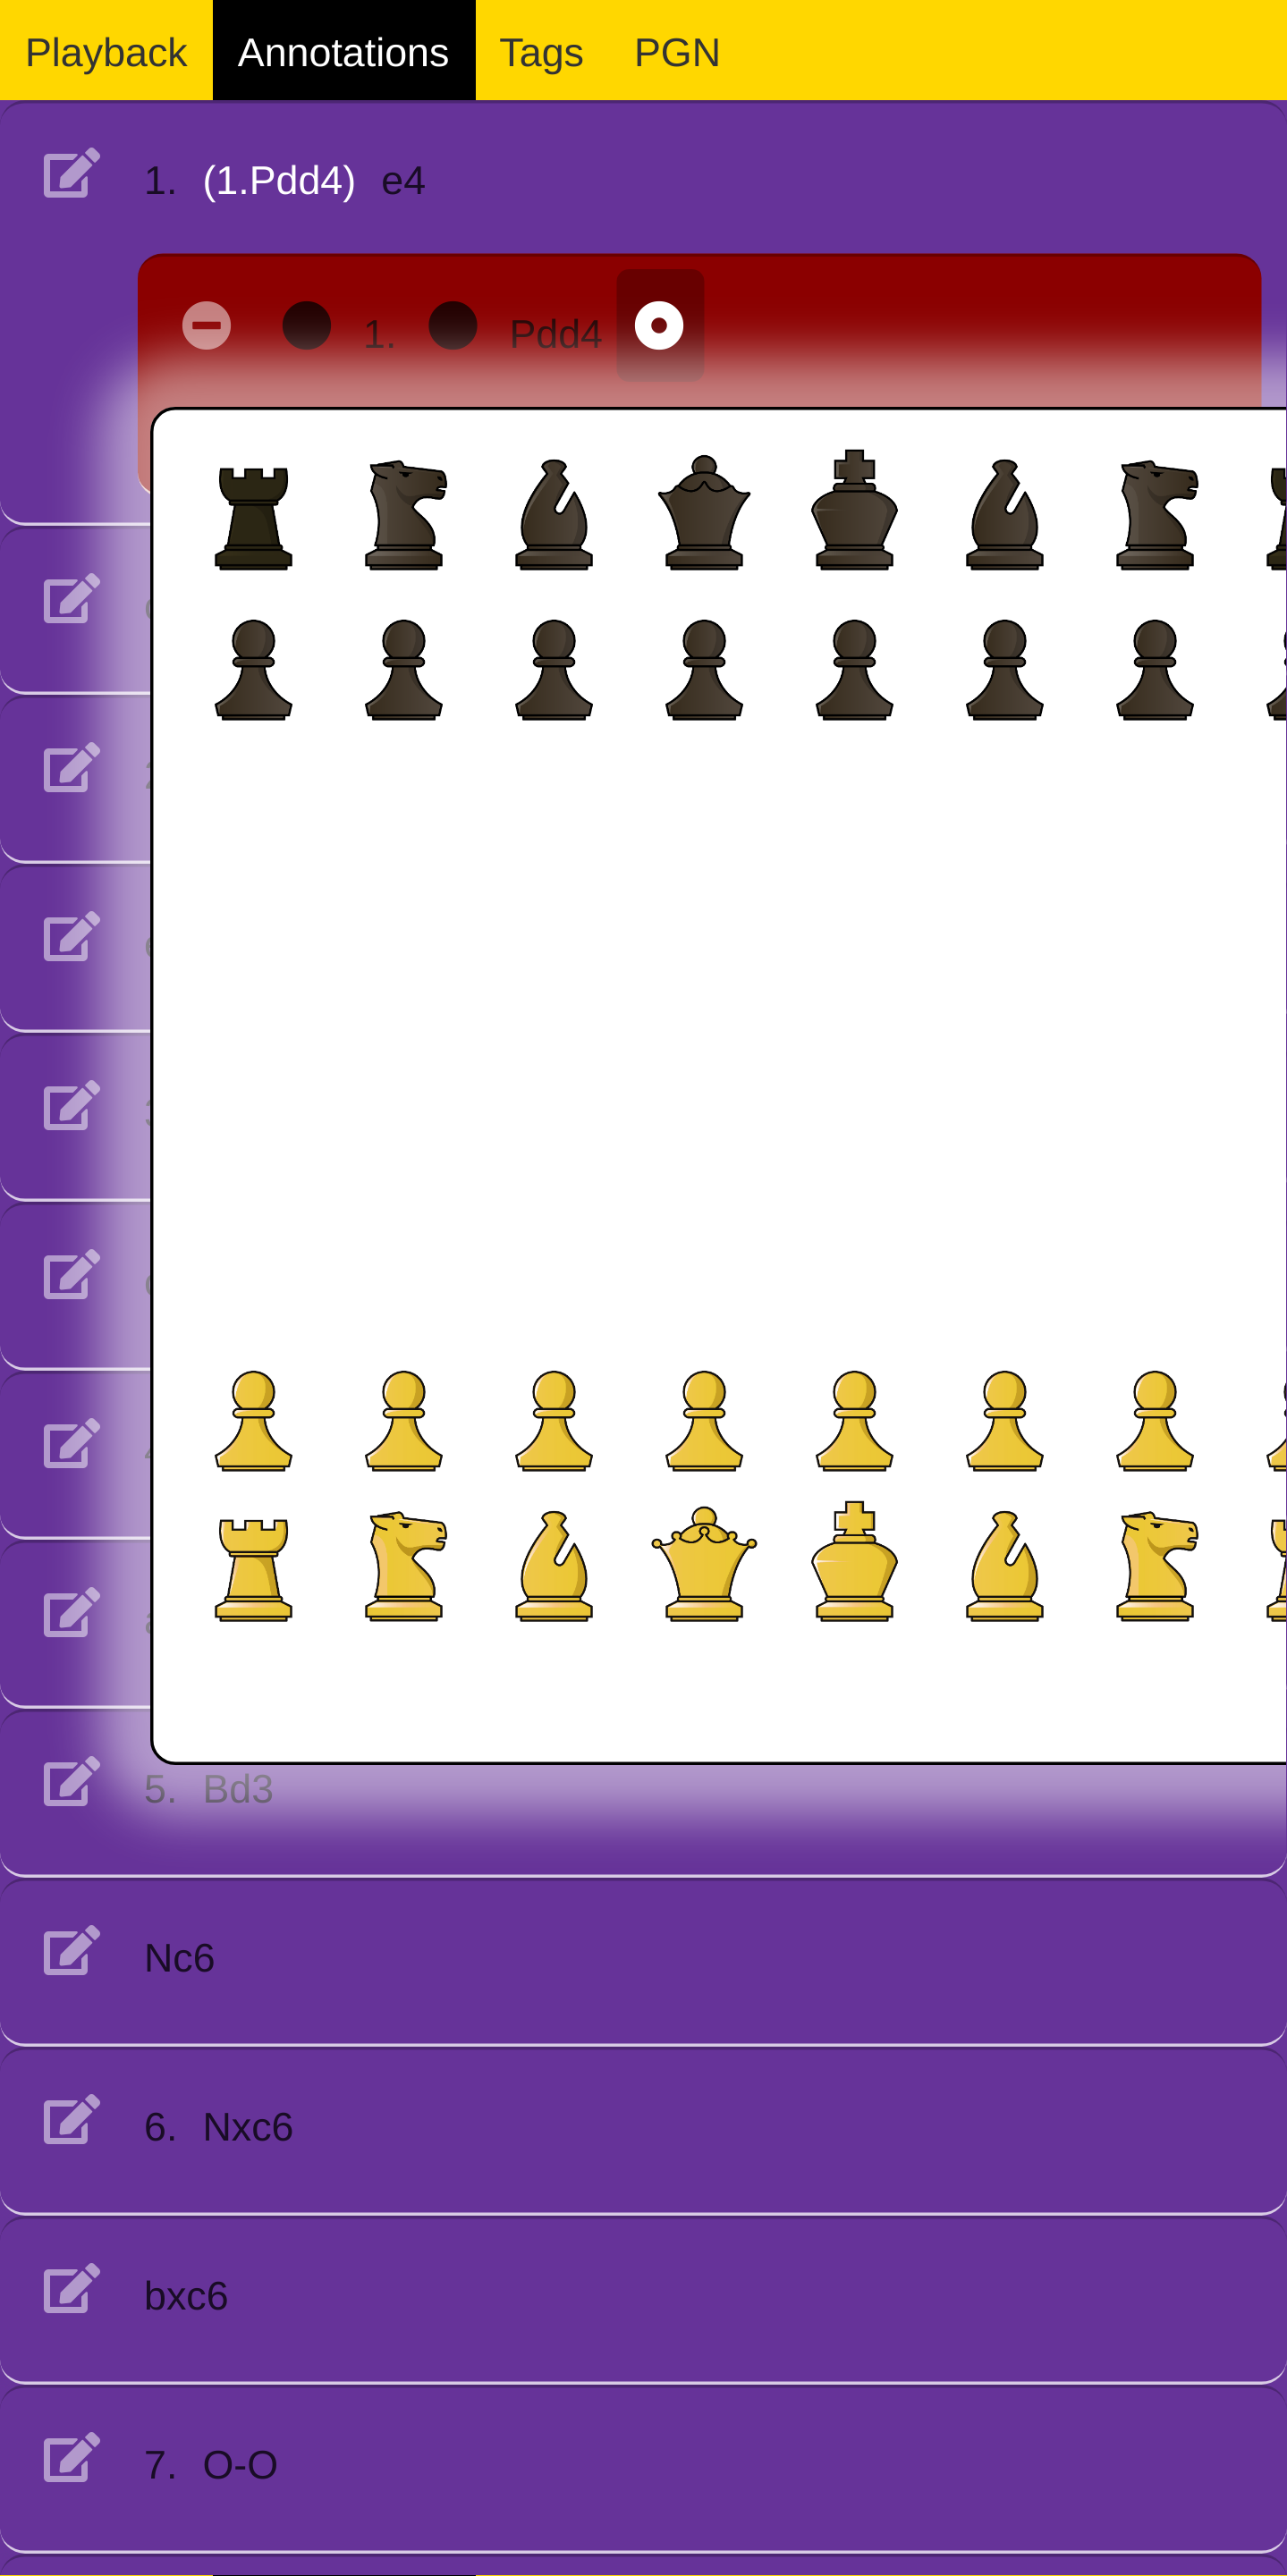 Playback Annotations Tags PGN
1. (1.Pdd4) e4
1. Pdd4
5. Bd3
Nc6
6. Nxc6
bxc6
7. O-O